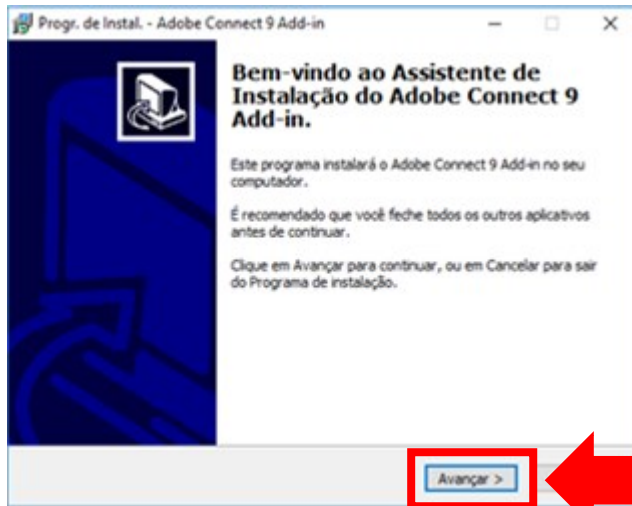 Progr. de Instal. - Adobe Connect 9 Add-in
Bem-vindo ao Assistente de
Instalação do Adobe Connect 9
Add-in.
Este programa instalará o Adobe Connect 9 Add-in no seu
computador.
É recomendado que você feche todos os outros aplicativos
antes de continuar.
Clique em Avançar para continuar, ou em Cancelar para sair
do Programa de instalação.
Avançar >